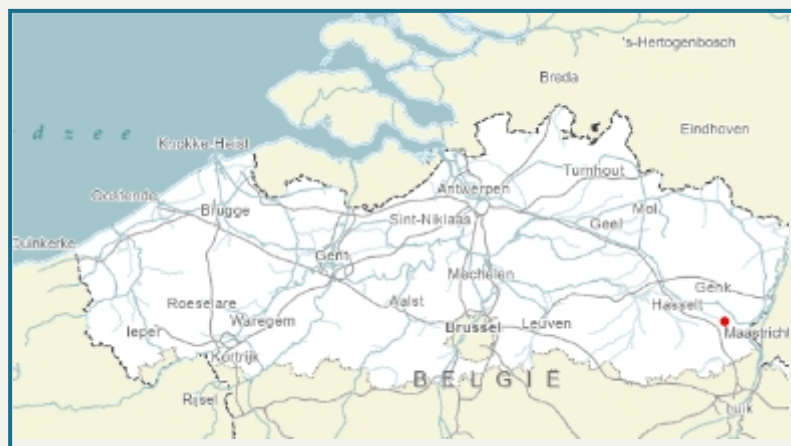 's-Hertogenbosch
Breda
d z e e
Eindhoven
Knokke-Heist
Turnhout
Oostende
Antwerpen
Brugge
Mol
Sint-Niklaas
Geel
Duinkerke
Gent
Mechelen
Genk
Roeselare
Aalst
Hasselt
Ieper
Waregem
Brussel
Leuven
Maastricht
Kortrijk
BELGIË
Rijsel
Luik